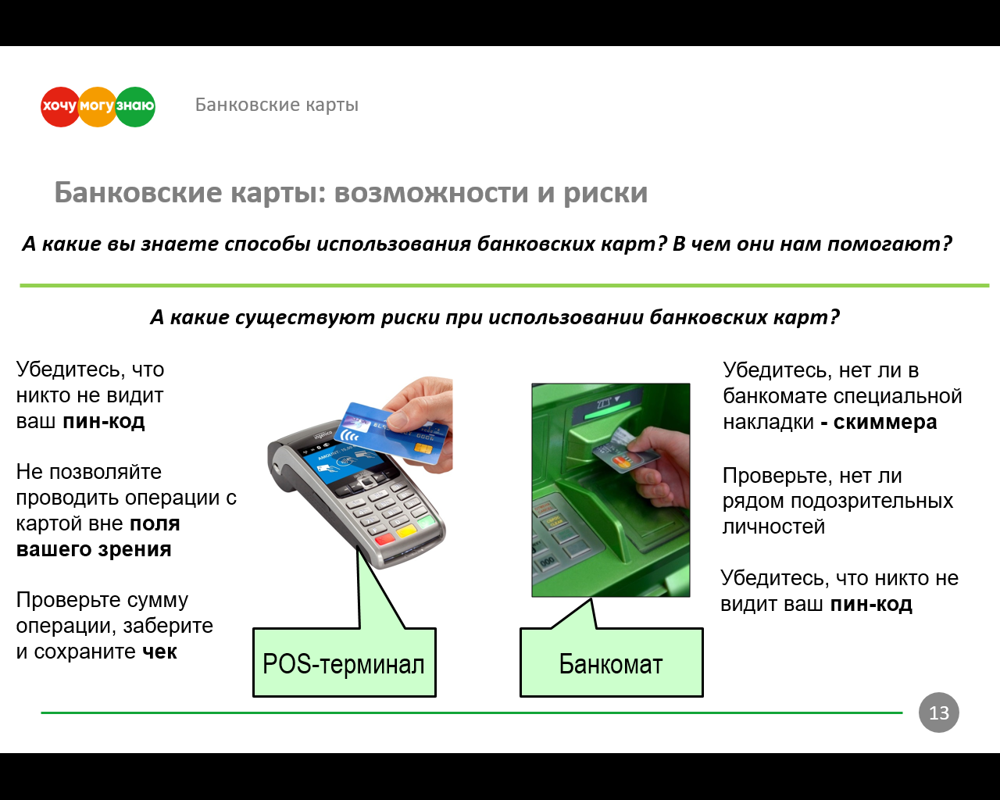 хочу могу знаю
Банковские карты
Банковские карты: возможности и риски
А какие вы знаете способы использования банковских карт? В чем они нам помогают?
А какие существуют риски при использовании банковских карт?
Убедитесь, что
никто не видит
ваш пин-код
Не позволяйте
проводить операции с
картой вне поля
вашего зрения
Проверьте сумму
операции, заберите
и сохраните чек
ingenico
POS-терминал
Банкомат
Убедитесь, нет ли в
банкомате специальной
накладки - скиммера
Проверьте, нет ли
рядом подозрительных
личностей
Убедитесь, что никто не
видит ваш пин-код
13